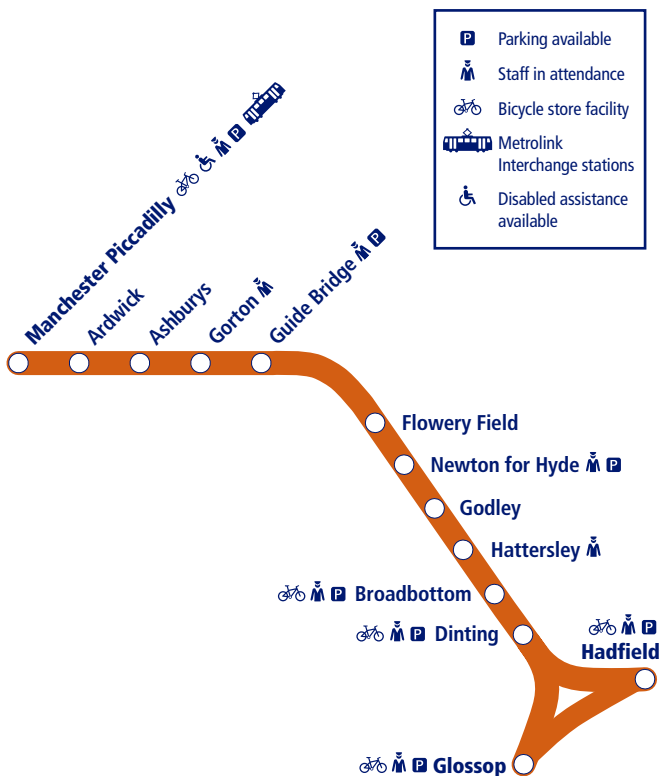 Parking available
Staff in attendance
Bicycle store facility
Metrolink
Interchange stations
Disabled assistance
available
Manchester Piccadilly
Ardwick
Ashburys
Gorton
Guide Bridge
Flowery Field
Newton for Hyde
Godley
Hattersley
Broadbottom
Dinting
Hadfield
Glossop